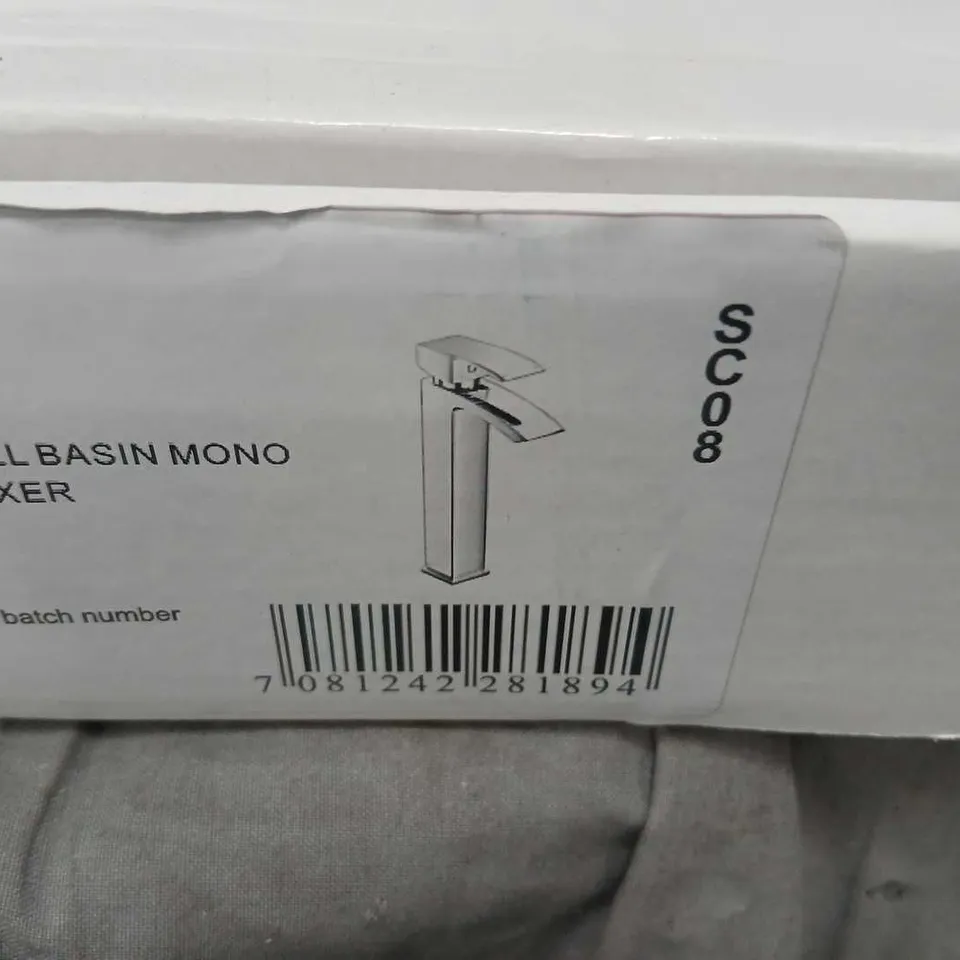 LL BASIN MONO
XER
batch number
SC08
7 081242 281894